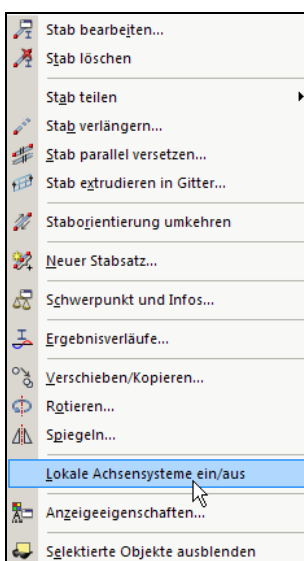 Stab bearbeiten...
Stab löschen
Stab teilen
Stab verlängern...
Stab parallel versetzen...
Stab extrudieren in Gitter...
Staborientierung umkehren
Neuer Stabsatz...
Schwerpunkt und Infos...
Ergebnisverläufe...
Verschieben/Kopieren...
Rotieren...
Spiegeln...
Lokale Achsensysteme ein/aus
Anzeigeeigenschaften...
Selektierte Objekte ausblenden